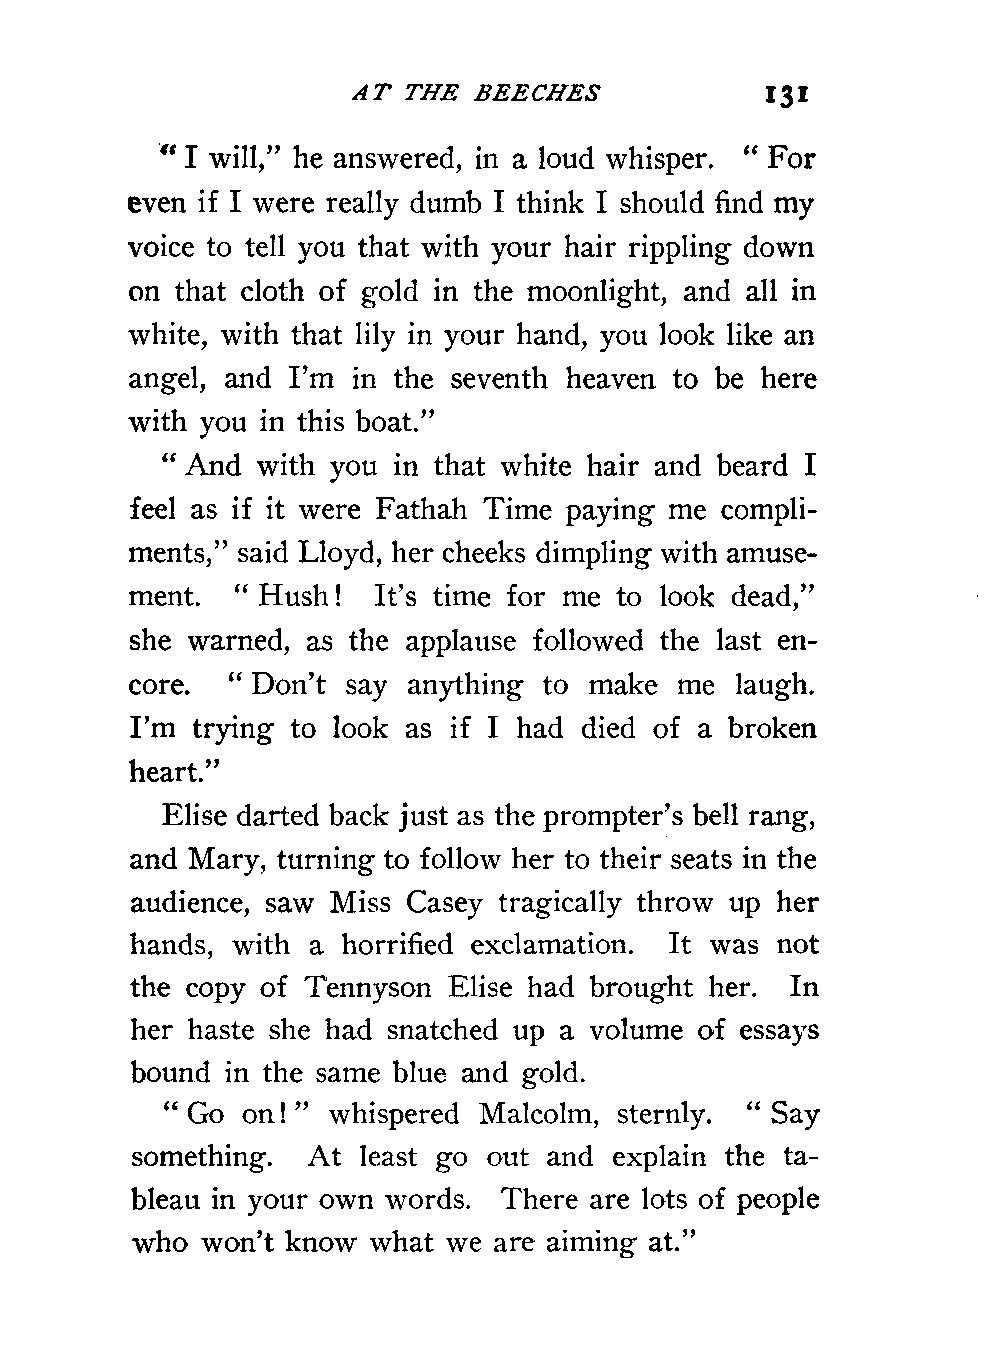 AT THE BEECHES 131
“ I will,” he answered, in a loud whisper. “ For
even if I were really dumb I think I should find my
voice to tell you that with your hair rippling down
on that cloth of gold in the moonlight, and all in
white, with that lily in your hand, you look like an
angel, and I’m in the seventh heaven to be here
with you in this boat.”
“ And with you in that white hair and beard I
feel as if it were Fathah Time paying me compli-
ments,” said Lloyd, her cheeks dimpling with amuse-
ment. “ Hush! It’s time for me to look dead,”
she warned, as the applause followed the last en-
core. “ Don’t say anything to make me laugh.
I’m trying to look as if I had died of a broken
heart.”
Elise darted back just as the prompter’s bell rang,
and Mary, turning to follow her to their seats in the
audience, saw Miss Casey tragically throw up her
hands, with a horrified exclamation. It was not
the copy of Tennyson Elise had brought her. In
her haste she had snatched up a volume of essays
bound in the same blue and gold.
“ Go on! ” whispered Malcolm, sternly. “ Say
something. At least go out and explain the ta-
bleau in your own words. There are lots of people
who won’t know what we are aiming at.”